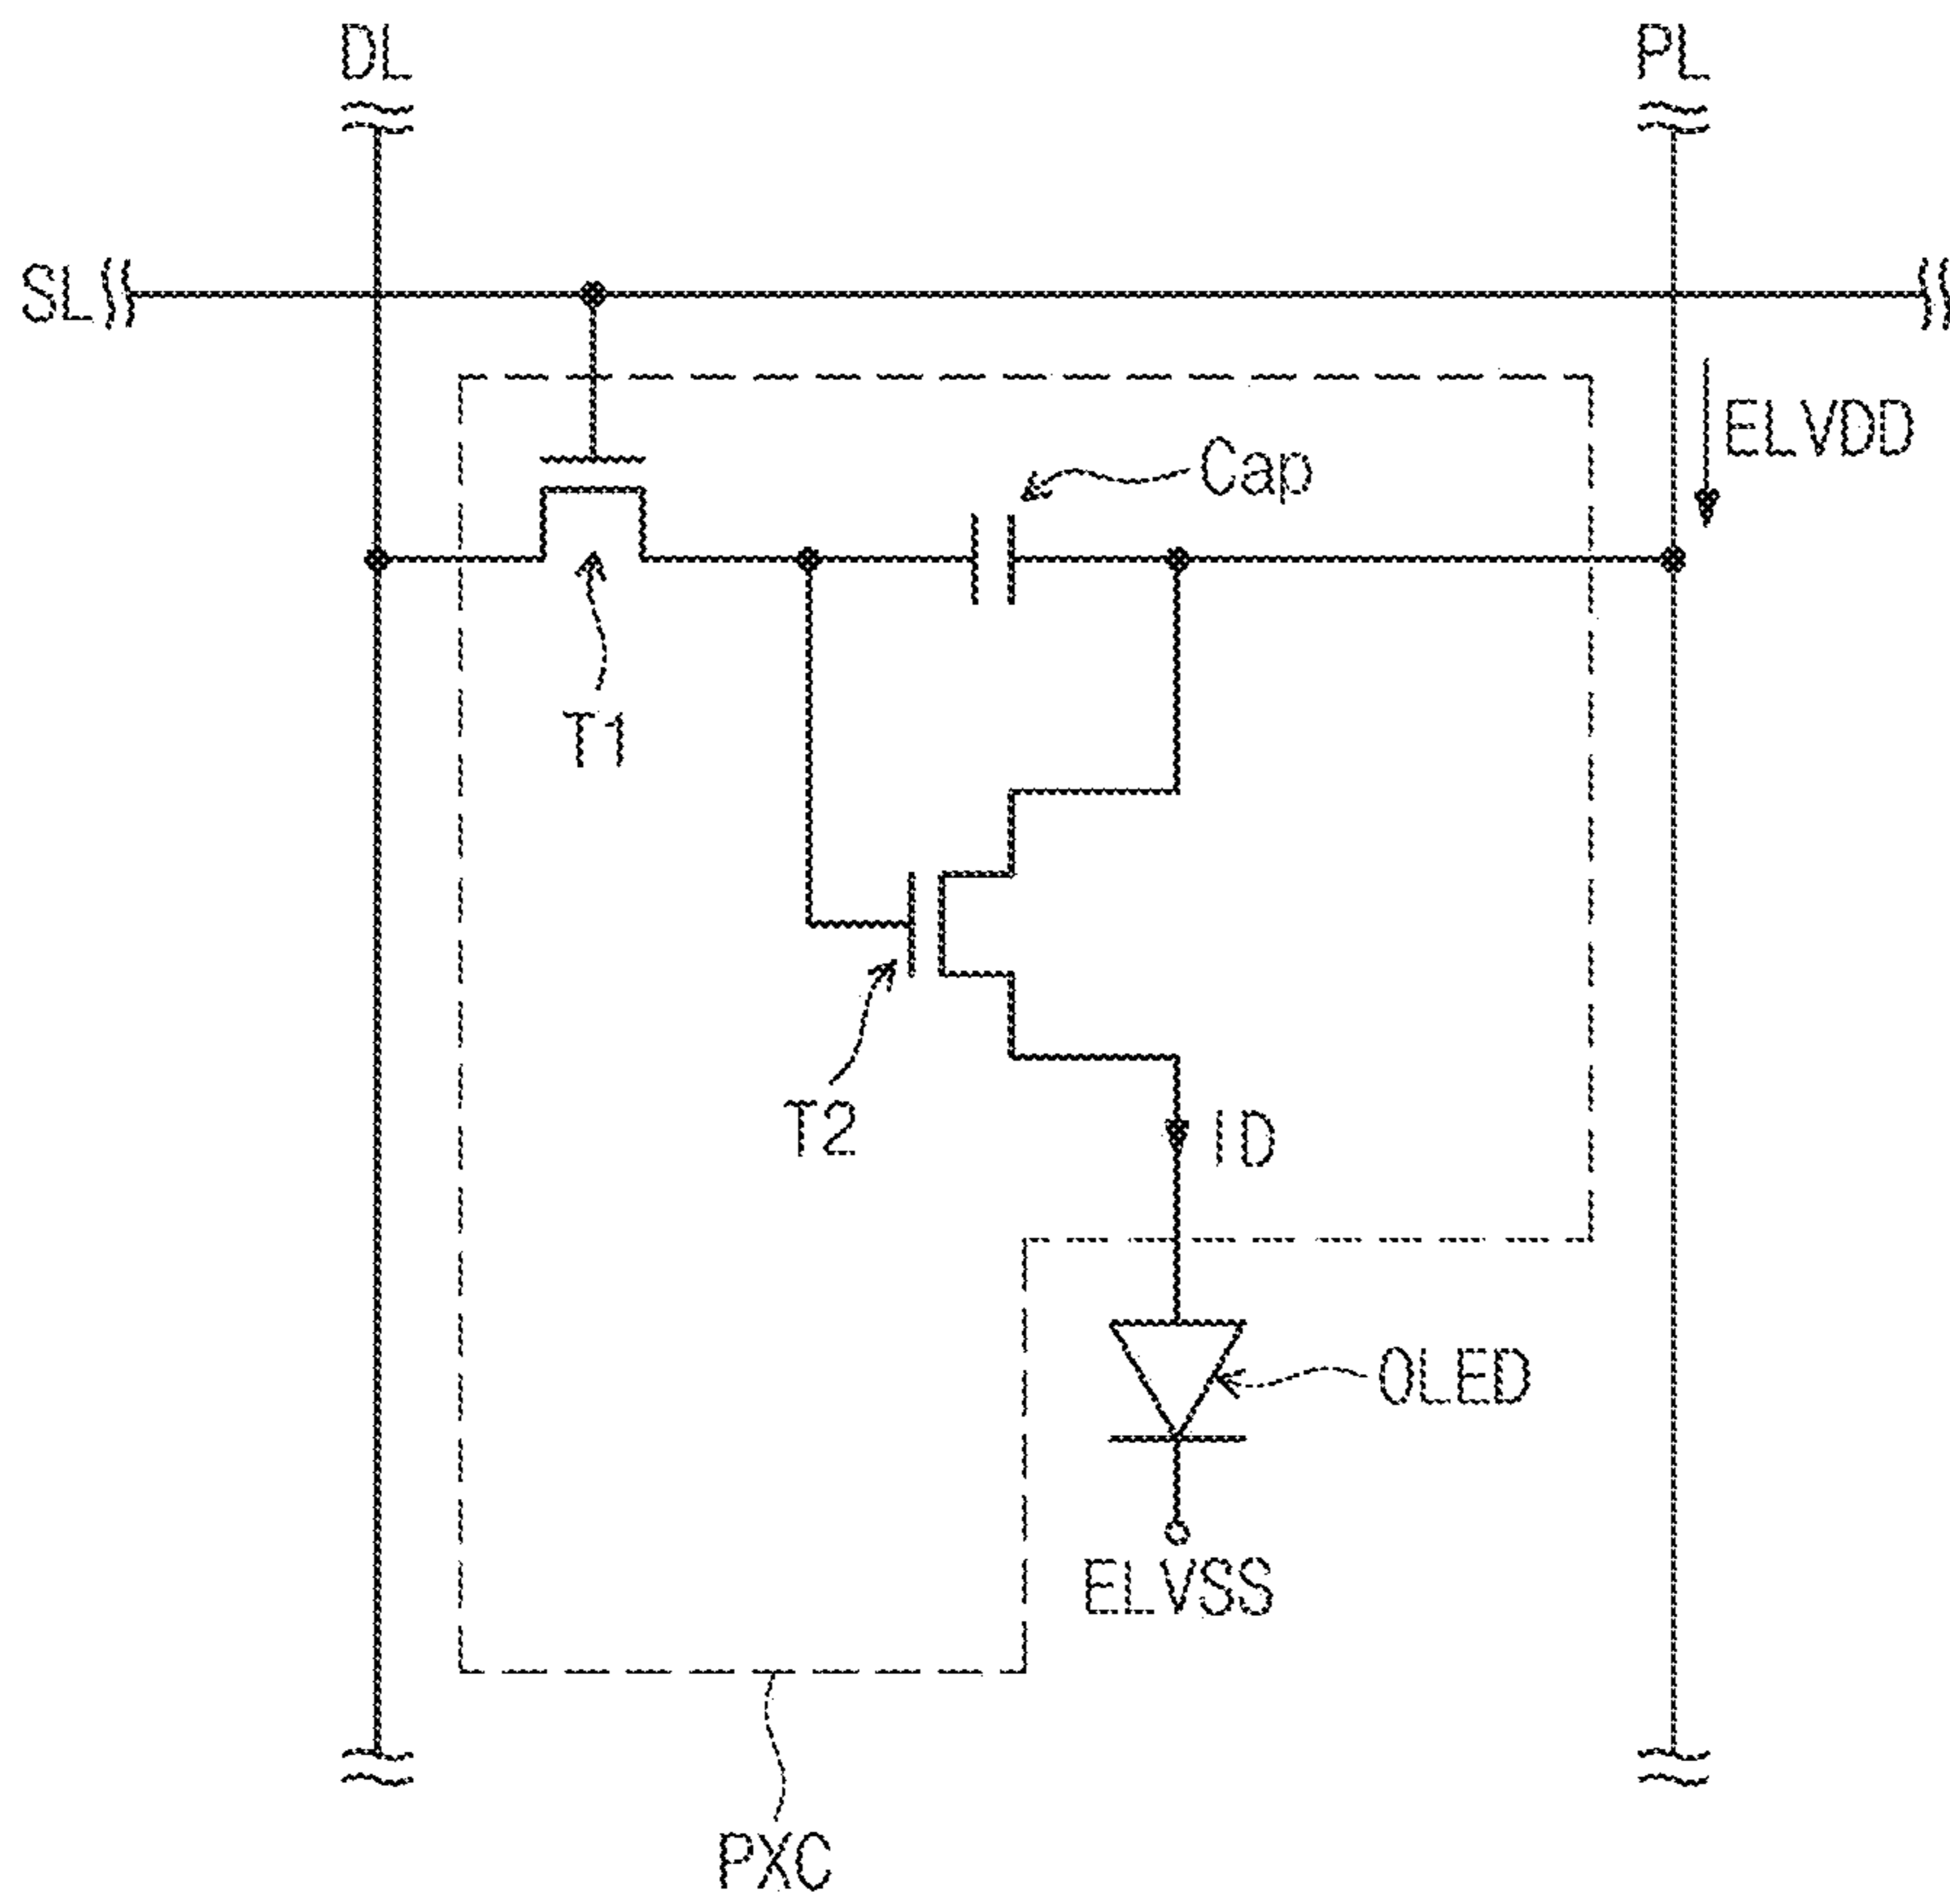 DL
PL
SL
ELVDD
Cap
T1
T2
ID
OLED
ELVSS
PXC